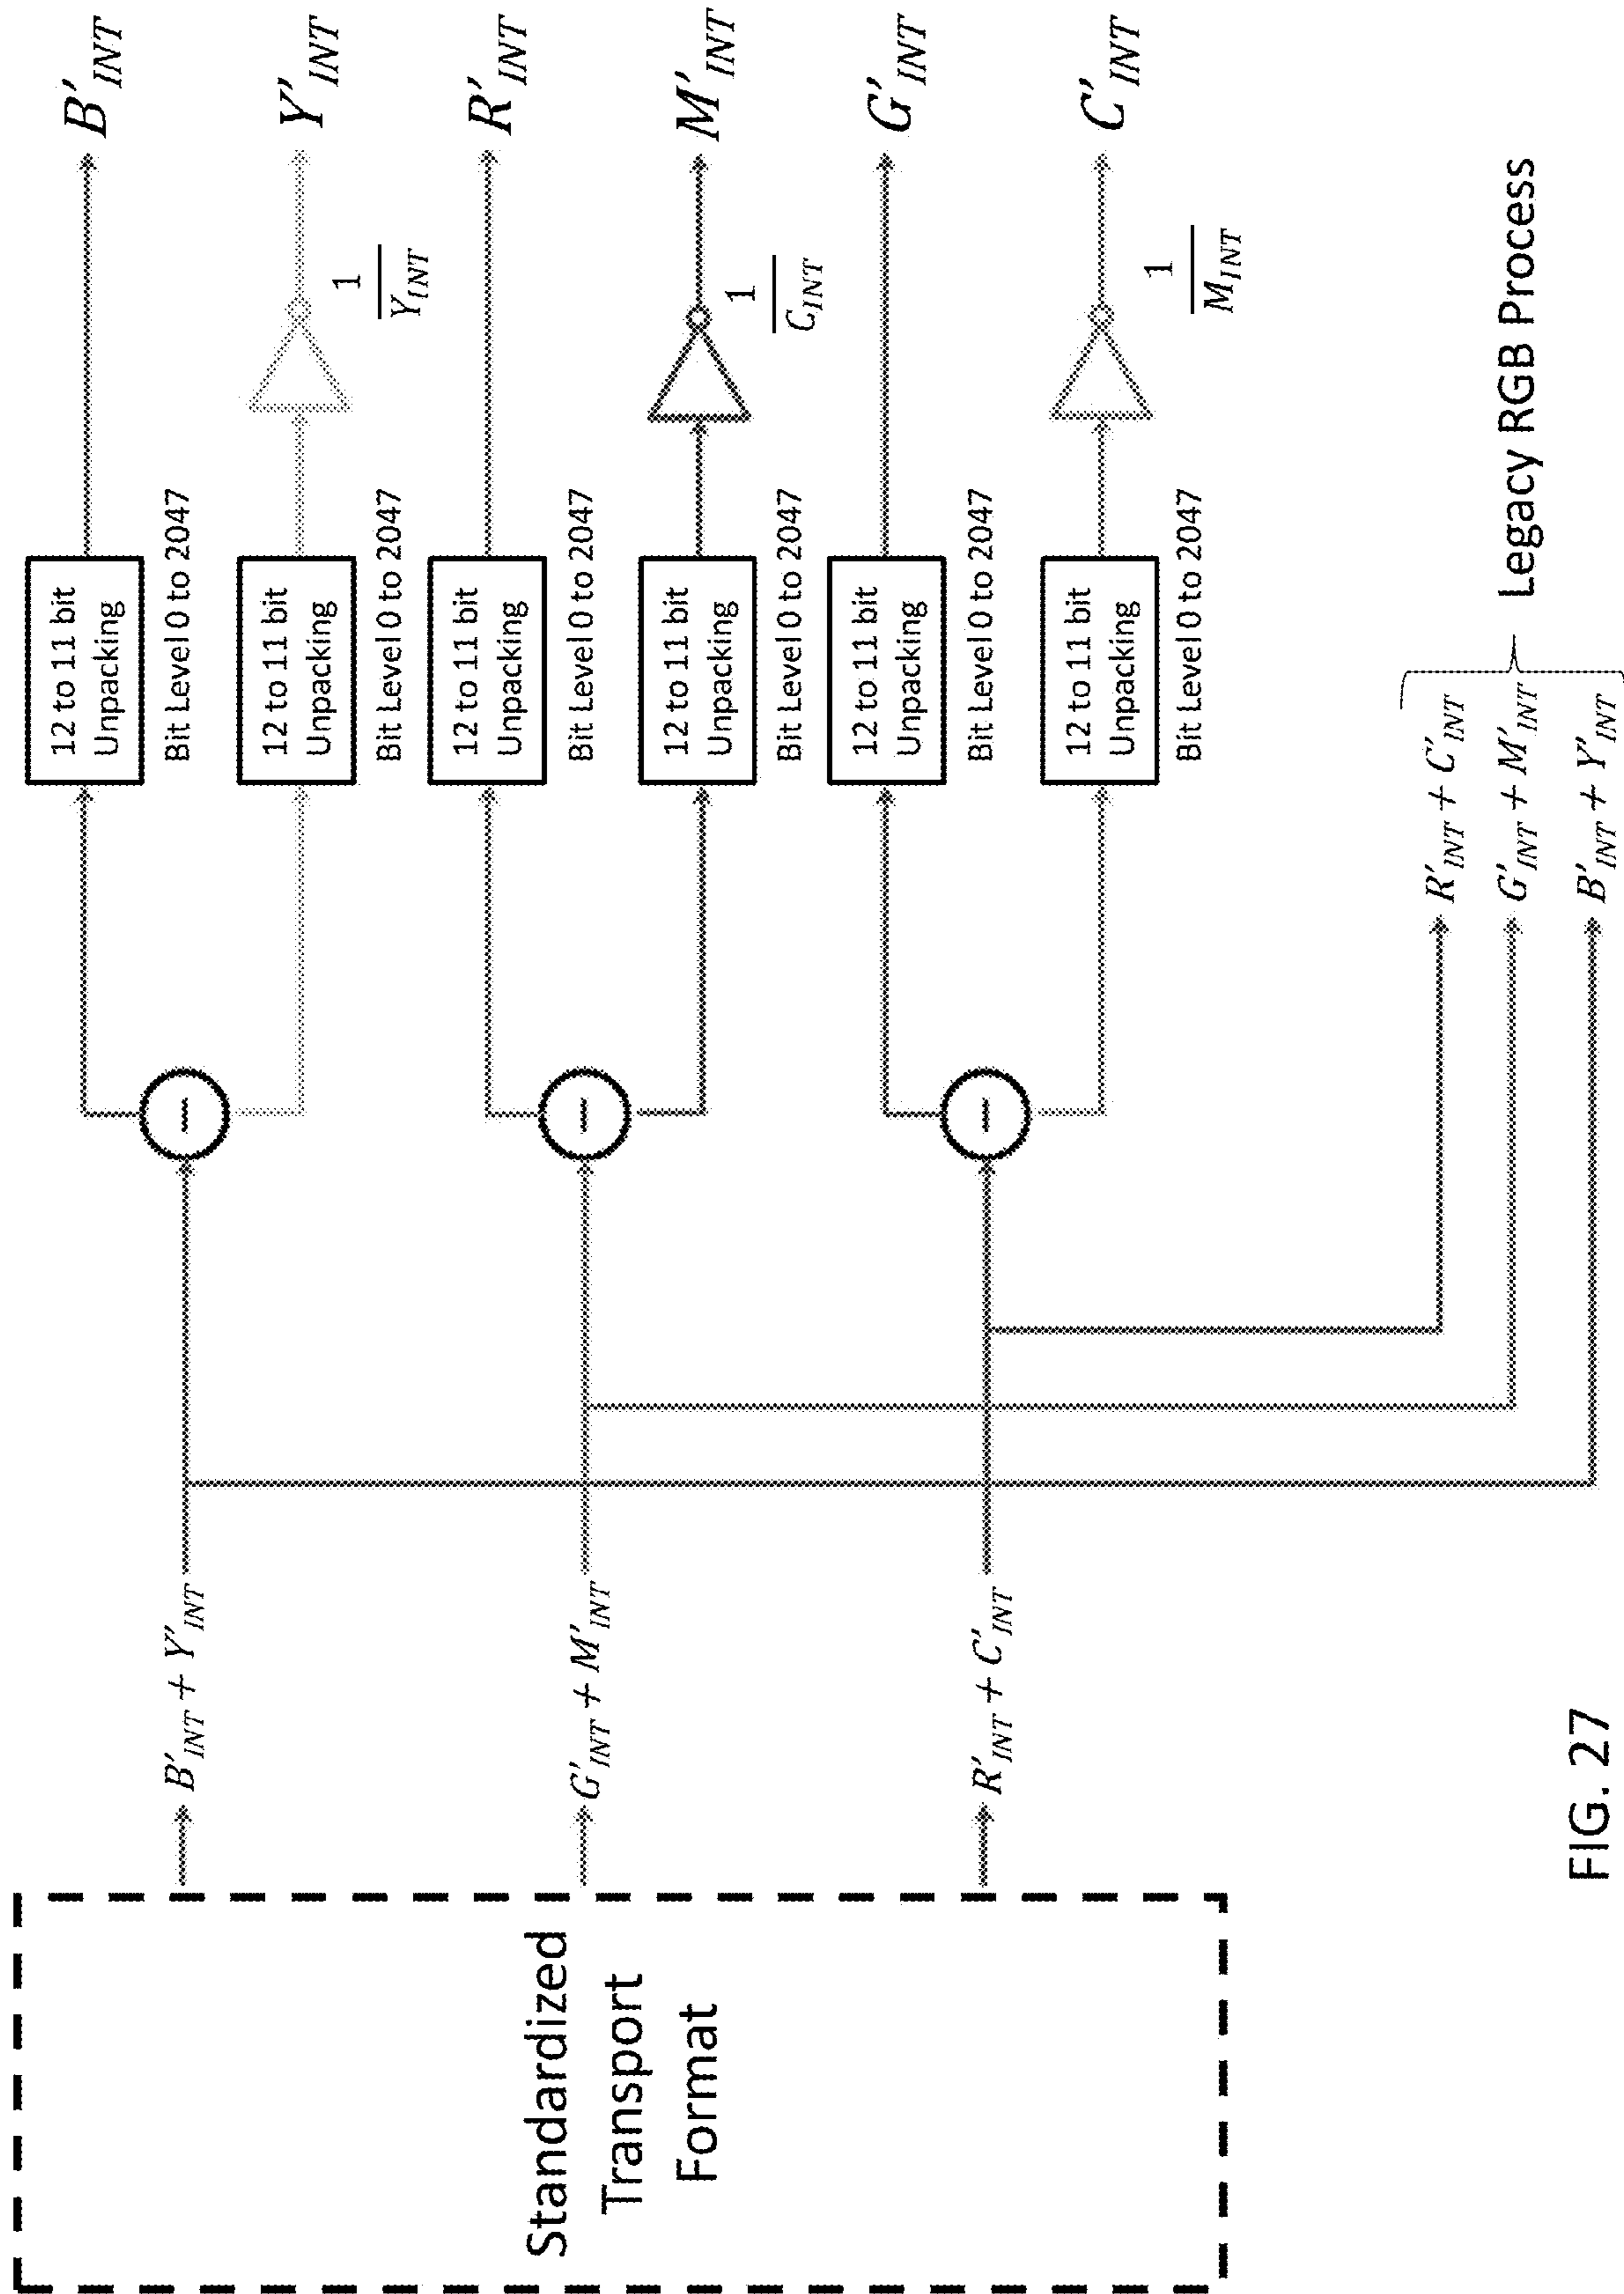 Standardized
Transport
Format
B'INT + Y'INT
G'INT + M'INT
R'INT + C'INT
−
−
−
12 to 11 bit
Unpacking
Bit Level 0 to 2047
B'INT
12 to 11 bit
Unpacking
Bit Level 0 to 2047
1
YINT
Y'INT
12 to 11 bit
Unpacking
Bit Level 0 to 2047
R'INT
12 to 11 bit
Unpacking
Bit Level 0 to 2047
1
CINT
M'INT
12 to 11 bit
Unpacking
Bit Level 0 to 2047
G'INT
12 to 11 bit
Unpacking
Bit Level 0 to 2047
1
MINT
C'INT
R'INT + C'INT
G'INT + M'INT
B'INT + Y'INT
Legacy RGB Process
FIG. 27